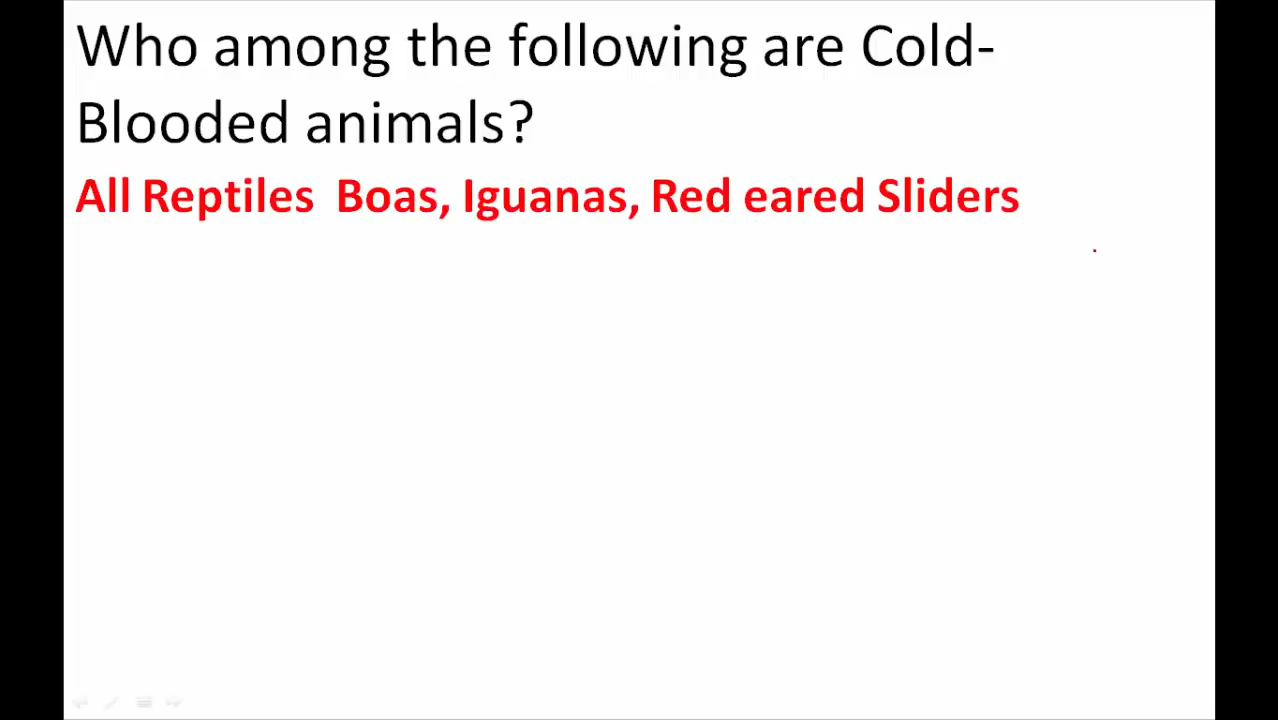 Who among the following are Cold-
Blooded animals?
All Reptiles  Boas, Iguanas, Red eared Sliders